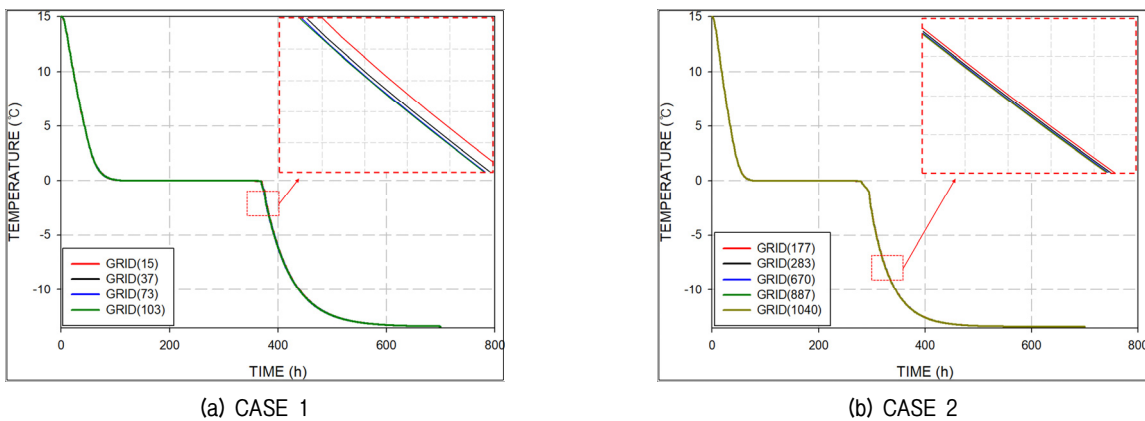 15
10
5
0
-5
-10
TEMPERATURE (℃)
GRID(15)
GRID(37)
GRID(73)
GRID(103)
0
200
400
600
800
TIME (h)
(a) CASE 1
15
10
5
0
-5
-10
TEMPERATURE (℃)
GRID(177)
GRID(283)
GRID(670)
GRID(887)
GRID(1040)
0
200
400
600
800
TIME (h)
(b) CASE 2